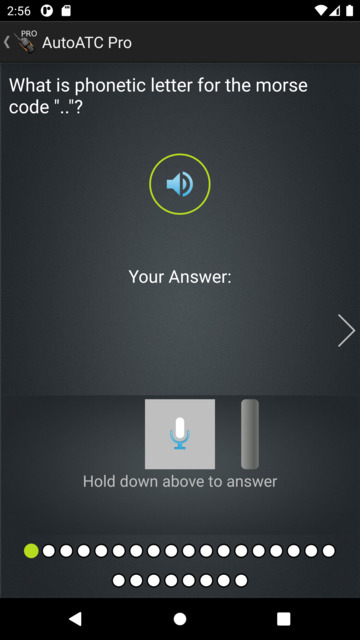 2:56
PRO
AutoATC Pro
What is phonetic letter for the morse
code ".."?
Your Answer:
Hold down above to answer